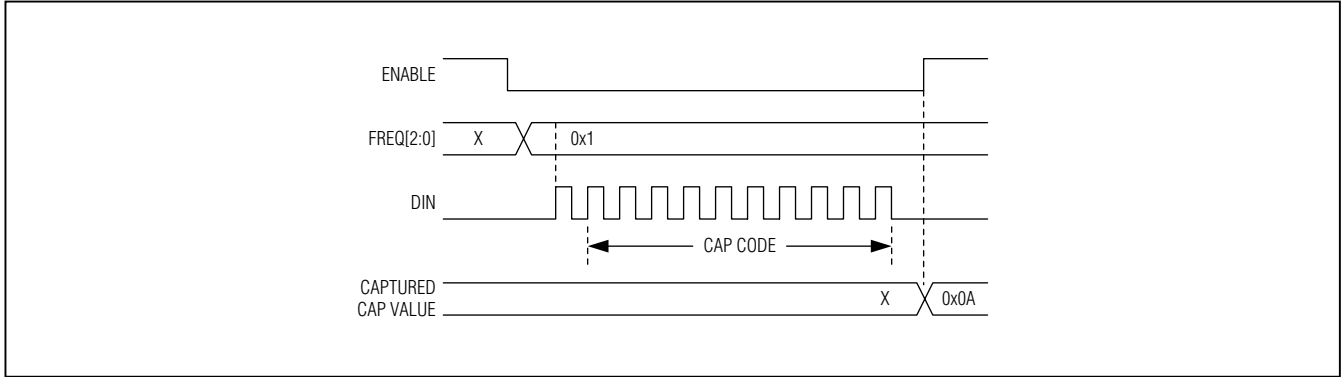 ENABLE
FREQ[2:0] X 0x1
DIN
CAP CODE
CAPTURED
CAP VALUE
X 0x0A